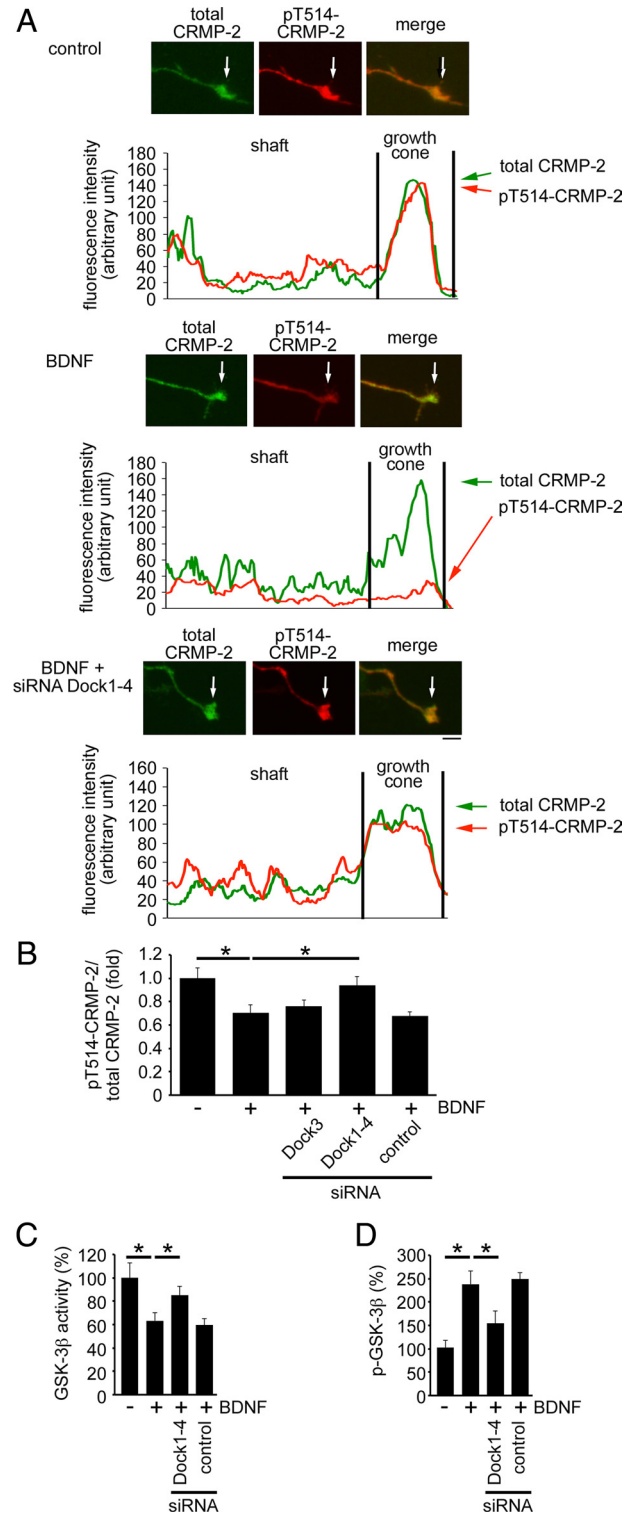 A
total CRMP-2
pT514-CRMP-2
merge
control
shaft
growth cone
180
160
140
120
100
80
60
40
20
0
fluorescence intensity (arbitrary unit)
total CRMP-2
pT514-CRMP-2
total CRMP-2
pT514-CRMP-2
merge
BDNF
shaft
growth cone
180
160
140
120
100
80
60
40
20
0
fluorescence intensity (arbitrary unit)
total CRMP-2
pT514-CRMP-2
total CRMP-2
pT514-CRMP-2
merge
BDNF + siRNA Dock1-4
shaft
growth cone
160
140
120
100
80
60
40
20
0
fluorescence intensity (arbitrary unit)
total CRMP-2
pT514-CRMP-2
B
pT514-CRMP-2/ total CRMP-2 (fold)
1.2
1.0
0.8
0.6
0.4
0.2
0
* *
- + + + + BDNF
Dock3
Dock1-4
control
siRNA
C
GSK-3β activity (%)
120
100
80
60
40
20
0
* *
- + + + BDNF
Dock1-4
control
siRNA
D
p-GSK-3β (%)
300
250
200
150
100
50
0
* *
- + + + BDNF
Dock1-4
control
siRNA